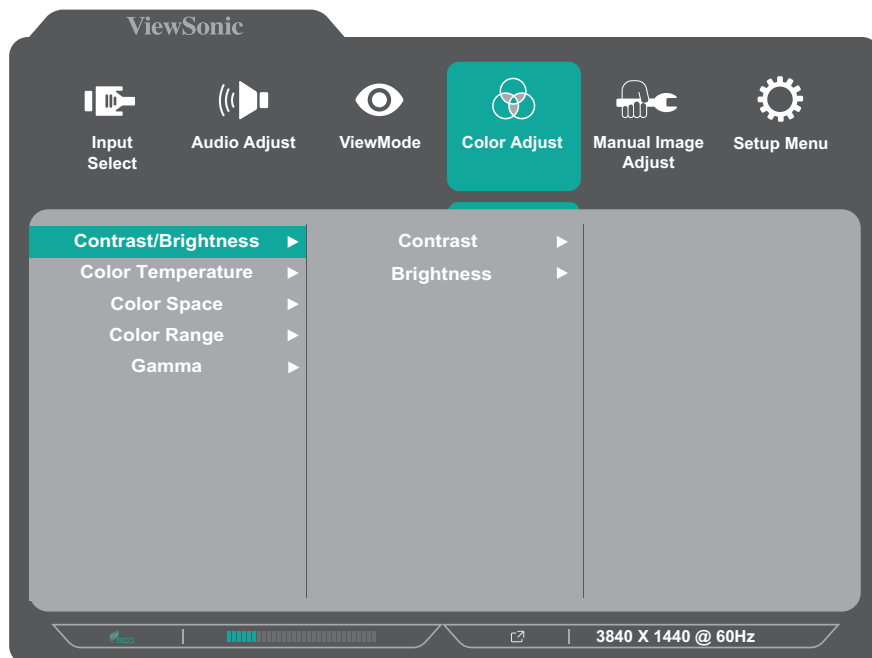 ViewSonic
Input
Select
Audio Adjust
ViewMode
Color Adjust
Manual Image
Adjust
Setup Menu
Contrast/Brightness
Color Temperature
Color Space
Color Range
Gamma
Contrast
Brightness
eco
3840 X 1440 @ 60Hz